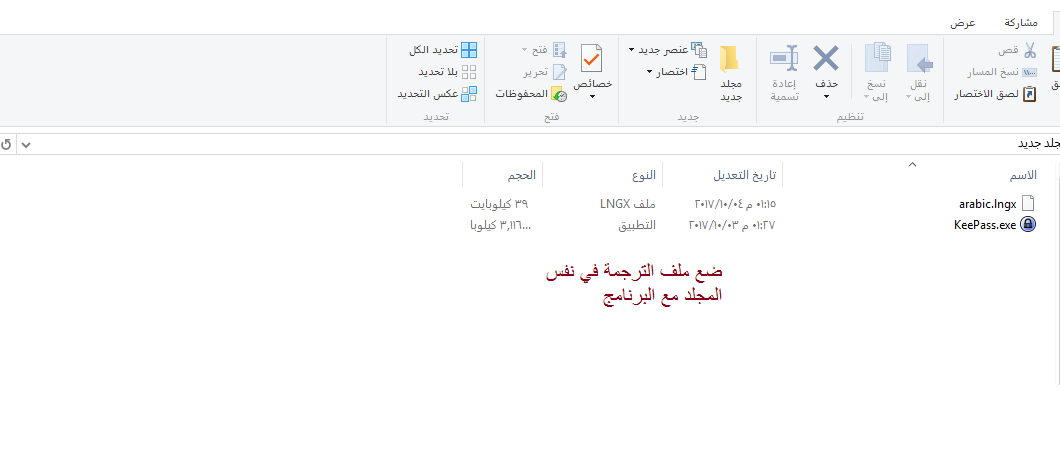 مشاركة
عرض
قص
نسخ المسار
لصق الاختصار
نقل إلى
نسخ إلى
حذف
إعادة تسمية
تنظيم
مجلد جديد
عنصر جديد
اختصار
جديد
خصائص
فتح
تحرير
المحفوظات
فتح
تحديد الكل
بلا تحديد
عكس التحديد
تحديد
جلد جديد
الاسم
تاريخ التعديل
النوع
الحجم
arabic.lngx
٠١:١٥ م ٢٠١٧/١٠/٠٤
ملف LNGX
٣٩ كيلوبايت
KeePass.exe
٠١:٢٧ م ٢٠١٧/١٠/٠٣
التطبيق
٣,١١٦ كيلوبا...
ضع ملف الترجمة في نفس
المجلد مع البرنامج